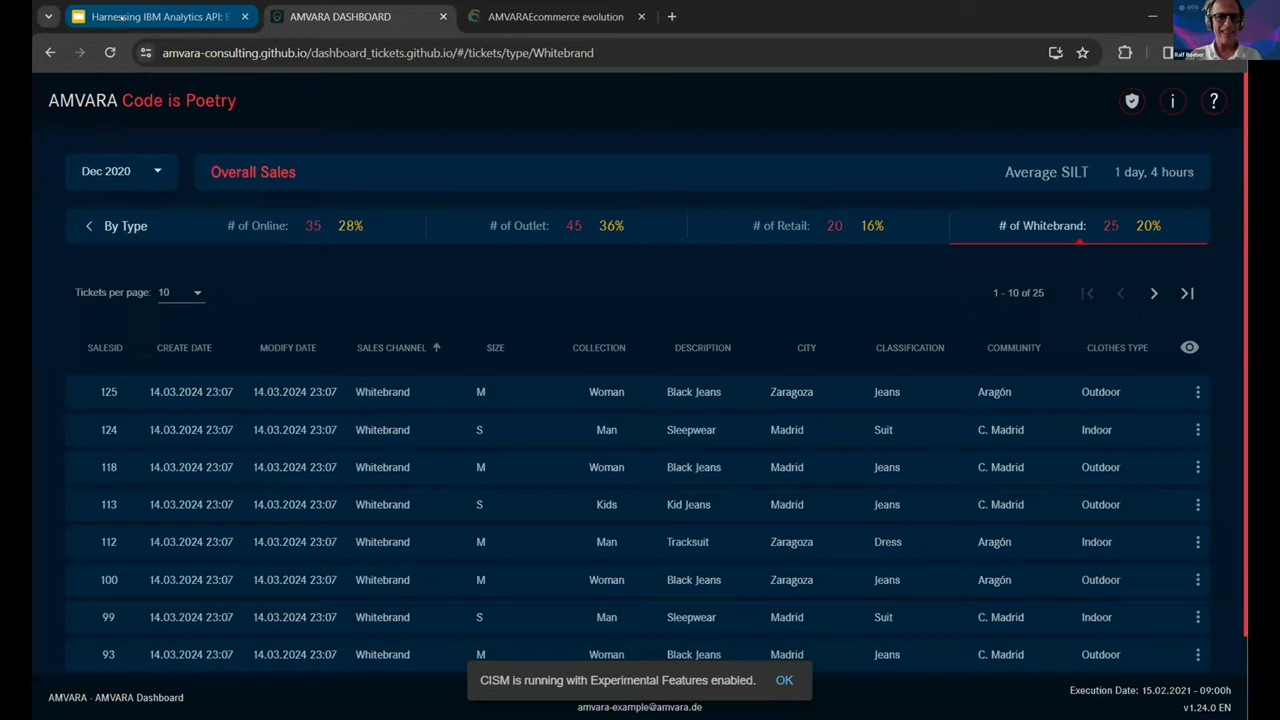 Harnessing IBM Analytics API: E
AMVARA DASHBOARD
AMVARAEcommerce evolution
amvara-consulting.github.io/dashboard_tickets.github.io/#/tickets/type/Whitebrand
AMVARA Code is Poetry
Dec 2020
Overall Sales
Average SILT 1 day, 4 hours
By Type # of Online: 35 28% # of Outlet: 45 36% # of Retail: 20 16% # of Whitebrand: 25 20%
Tickets per page: 10 1 - 10 of 25
SALESID CREATE DATE MODIFY DATE SALES CHANNEL SIZE COLLECTION DESCRIPTION CITY CLASSIFICATION COMMUNITY CLOTHES TYPE
125 14.03.2024 23:07 14.03.2024 23:07 Whitebrand M Woman Black Jeans Zaragoza Jeans Aragón Outdoor
124 14.03.2024 23:07 14.03.2024 23:07 Whitebrand S Man Sleepwear Madrid Suit C. Madrid Indoor
118 14.03.2024 23:07 14.03.2024 23:07 Whitebrand M Woman Black Jeans Madrid Jeans C. Madrid Outdoor
113 14.03.2024 23:07 14.03.2024 23:07 Whitebrand S Kids Kid Jeans Madrid Jeans C. Madrid Outdoor
112 14.03.2024 23:07 14.03.2024 23:07 Whitebrand M Man Tracksuit Zaragoza Dress Aragón Indoor
100 14.03.2024 23:07 14.03.2024 23:07 Whitebrand M Woman Black Jeans Zaragoza Jeans Aragón Outdoor
99 14.03.2024 23:07 14.03.2024 23:07 Whitebrand S Man Sleepwear Madrid Suit C. Madrid Indoor
93 14.03.2024 23:07 14.03.2024 23:07 Whitebrand M Woman Black Jeans Madrid Jeans C. Madrid Outdoor
CISM is running with Experimental Features enabled. OK
AMVARA - AMVARA Dashboard
amvara-example@amvara.de
Execution Date: 15.02.2021 - 09:00h
v1.24.0 EN